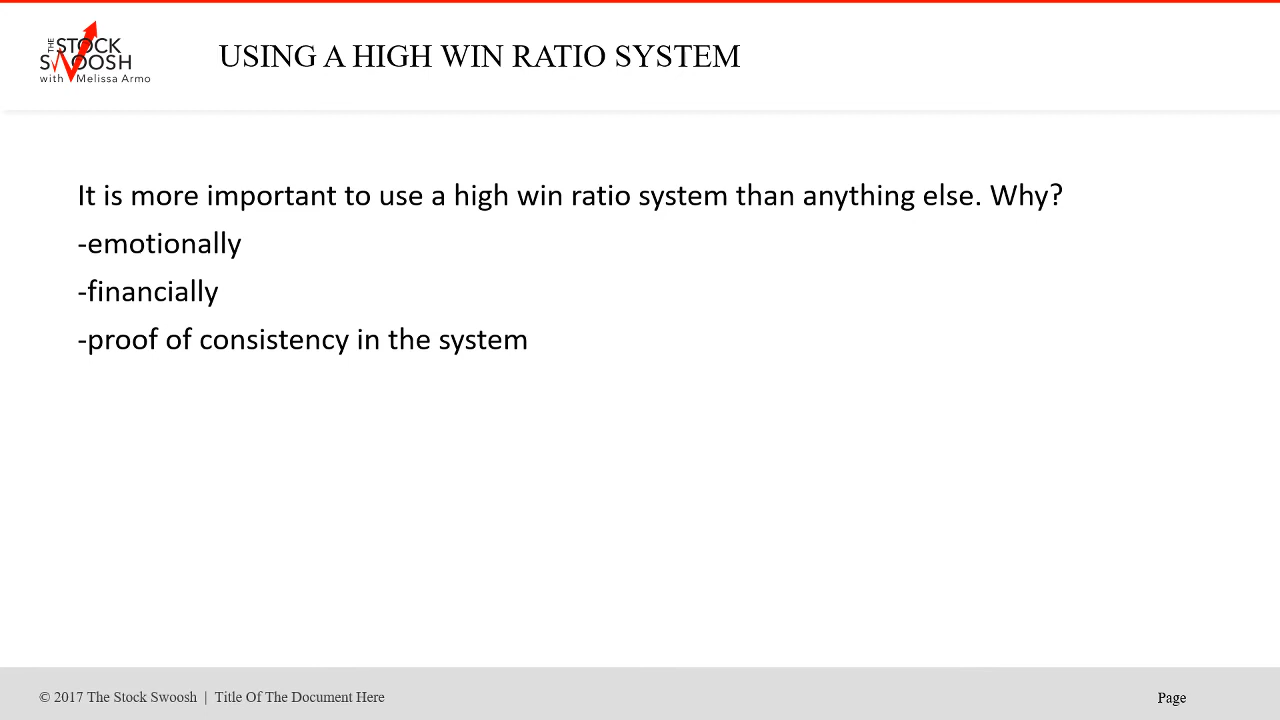 THE STOCK
SWOOSH
with Melissa Armo
USING A HIGH WIN RATIO SYSTEM
It is more important to use a high win ratio system than anything else. Why?
-emotionally
-financially
-proof of consistency in the system
© 2017 The Stock Swoosh | Title Of The Document Here
Page